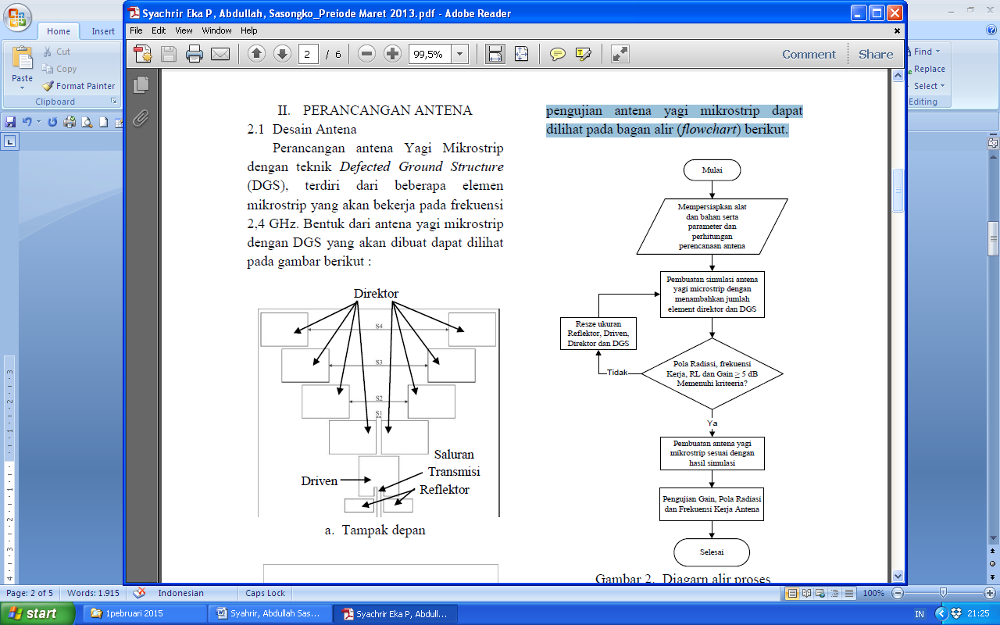 Syachrir Eka P, Abdullah, Sasongko_Preiode Maret 2013.pdf - Adobe Reader
Home
Insert
File Edit View Window Help
2 / 6
99,5%
Comment
Share
Cut
Copy
Paste
Format Painter
Clipboard
Find
Replace
Select
Editing
II. PERANCANGAN ANTENA
2.1 Desain Antena
Perancangan antena Yagi Mikrostrip
dengan teknik Defected Ground Structure
(DGS), terdiri dari beberapa elemen
mikrostrip yang akan bekerja pada frekuensi
2,4 GHz. Bentuk dari antena yagi mikrostrip
dengan DGS yang akan dibuat dapat dilihat
pada gambar berikut :
Direktor
S4
S3
S2
S1
Saluran
Transmisi
Driven
Reflektor
a. Tampak depan
pengujian antena yagi mikrostrip dapat
dilihat pada bagan alir (flowchart) berikut.
Mulai
Mempersiapkan alat
dan bahan serta
parameter dan
perhitungan
perencanaan antena
Pembuatan simulasi antena
yagi microstrip dengan
menambahkan jumlah
element direktor dan DGS
Resze ukuran
Reflektor, Driven,
Direktor dan DGS
Pola Radiasi, frekuensi
Kerja, RL dan Gain ≥ 5 dB
Memenuhi kriteeria?
Tidak
Ya
Pembuatan antena yagi
mikrostrip sesuai dengan
hasil simulasi
Pengujian Gain, Pola Radiasi
dan Frekuensi Kerja Antena
Selesai
Gambar 2. Diagarn alir proses
Page: 2 of 5
Words: 1.915
Indonesian
Caps Lock
100%
start
1pebruari 2015
Syahrir, Abdullah Sas...
Syachrir Eka P, Abdull...
IN
21:25